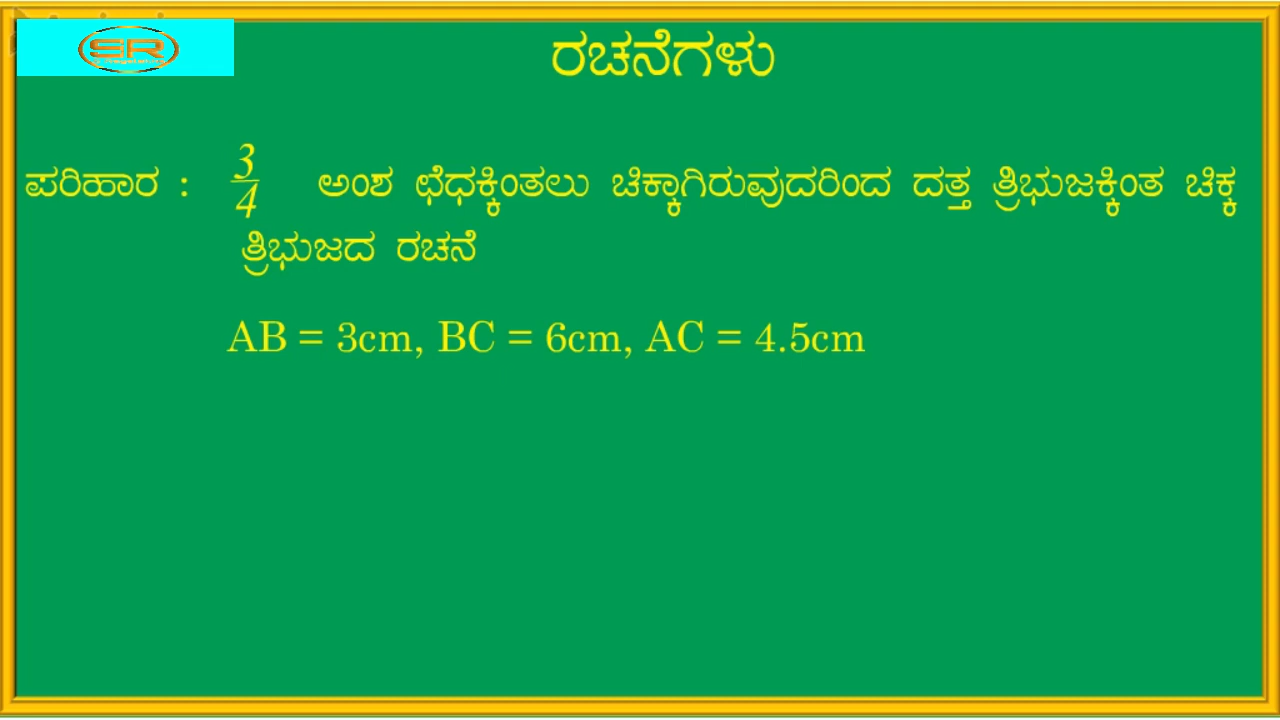 SR
ರಚನೆಗಳು
ಪರಿಹಾರ : 3/4 ಅಂಶ ಛೆಧಕ್ಕಿಂತಲು ಚಿಕ್ಕಾಗಿರುವುದರಿಂದ ದತ್ತ ತ್ರಿಭುಜಕ್ಕಿಂತ ಚಿಕ್ಕ
ತ್ರಿಭುಜದ ರಚನೆ
AB = 3cm, BC = 6cm, AC = 4.5cm